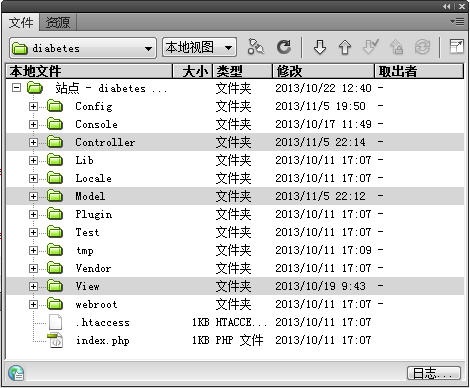 文件 资源
diabetes 本地视图
本地文件 大小 类型 修改 取出者
站点 - diabetes ... 文件夹 2013/10/22 12:40 -
Config 文件夹 2013/11/5 19:50 -
Console 文件夹 2013/10/17 11:49 -
Controller 文件夹 2013/11/5 22:14 -
Lib 文件夹 2013/10/11 17:07 -
Locale 文件夹 2013/10/11 17:07 -
Model 文件夹 2013/11/5 22:12 -
Plugin 文件夹 2013/10/11 17:07 -
Test 文件夹 2013/10/11 17:07 -
tmp 文件夹 2013/10/11 17:09 -
Vendor 文件夹 2013/10/11 17:07 -
View 文件夹 2013/10/19 9:43 -
webroot 文件夹 2013/10/11 17:07 -
.htaccess 1KB HTACCE... 2013/10/11 17:07
index.php 1KB PHP 文件 2013/10/11 17:07
日志...